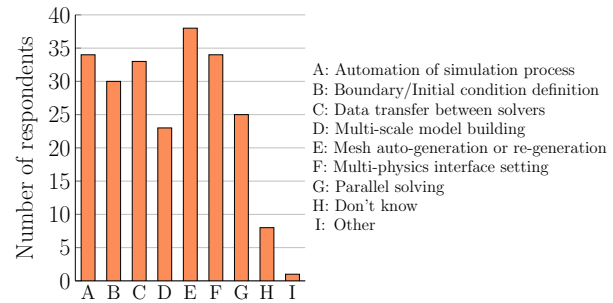 Number of respondents
40
35
30
25
20
15
10
5
0
A B C D E F G H I
A: Automation of simulation process
B: Boundary/Initial condition definition
C: Data transfer between solvers
D: Multi-scale model building
E: Mesh auto-generation or re-generation
F: Multi-physics interface setting
G: Parallel solving
H: Don't know
I: Other